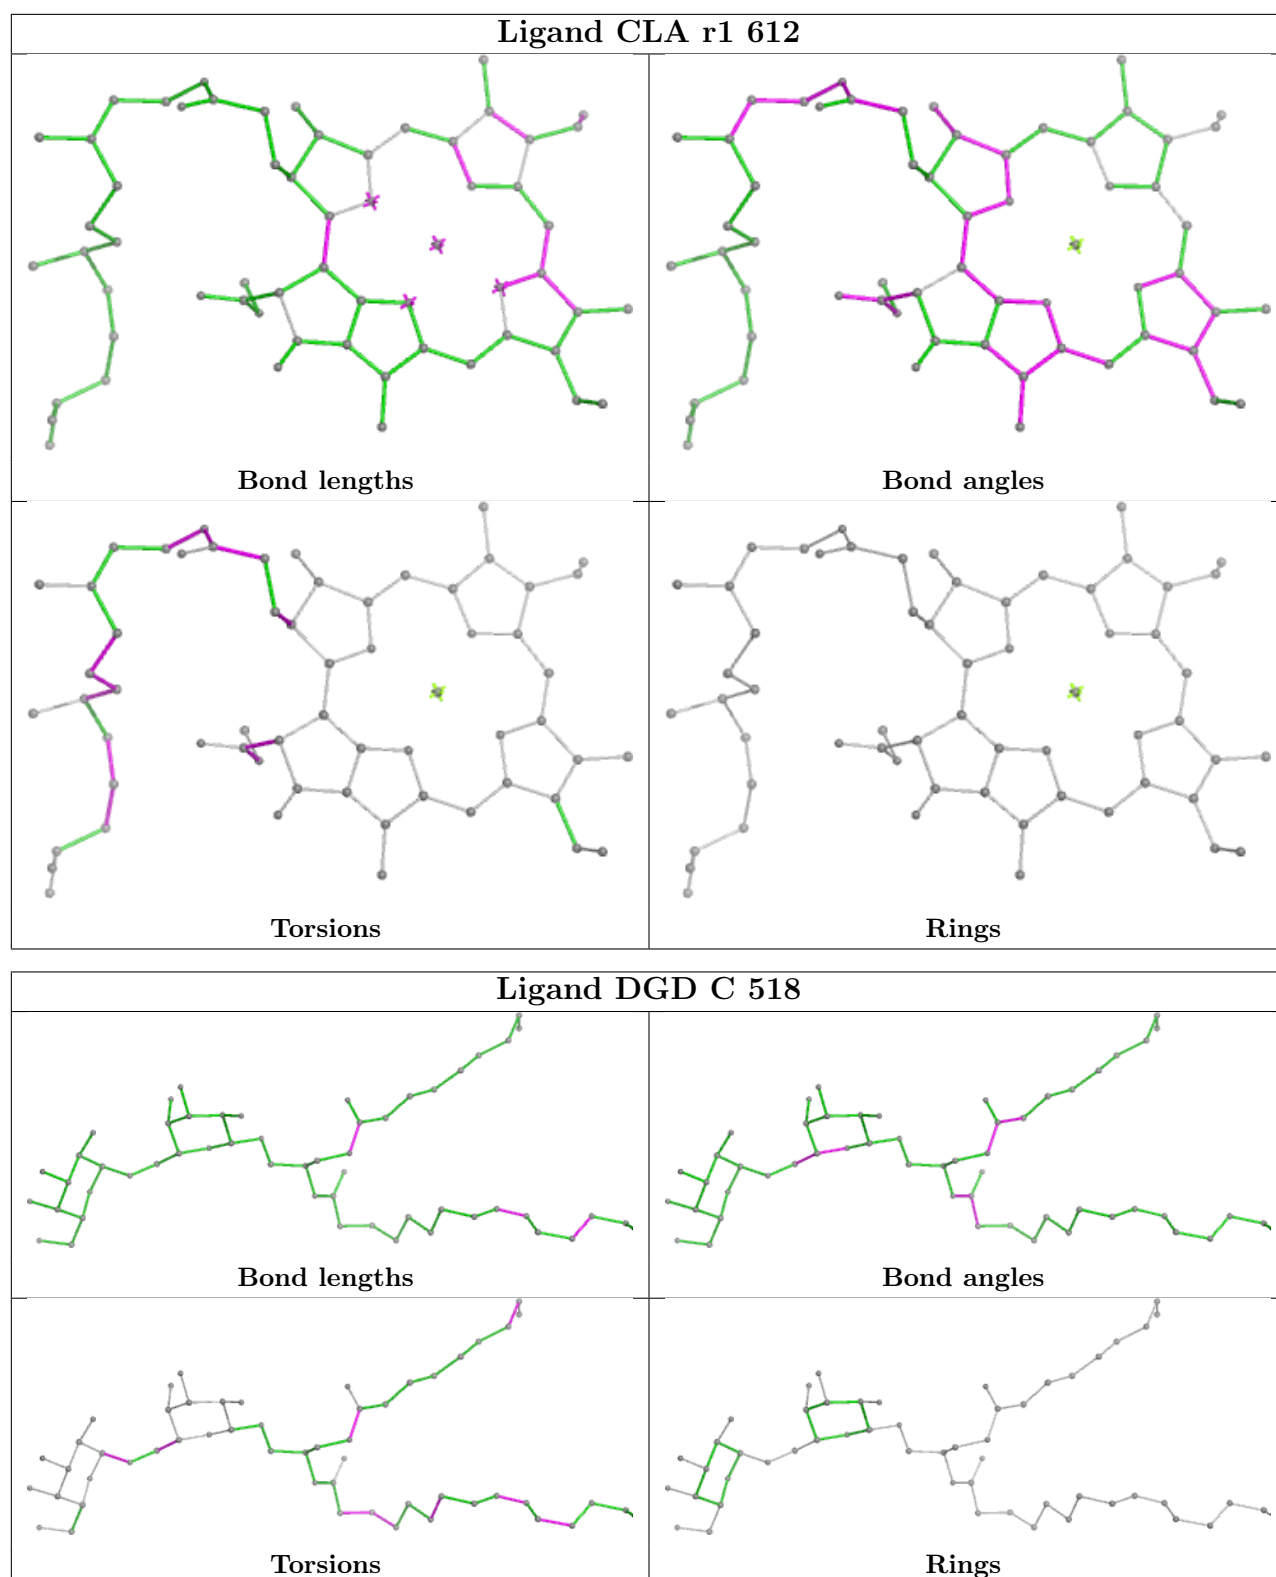 Ligand CLA r1 612
Bond lengths
Bond angles
Torsions
Rings
Ligand DGD C 518
Bond lengths
Bond angles
Torsions
Rings